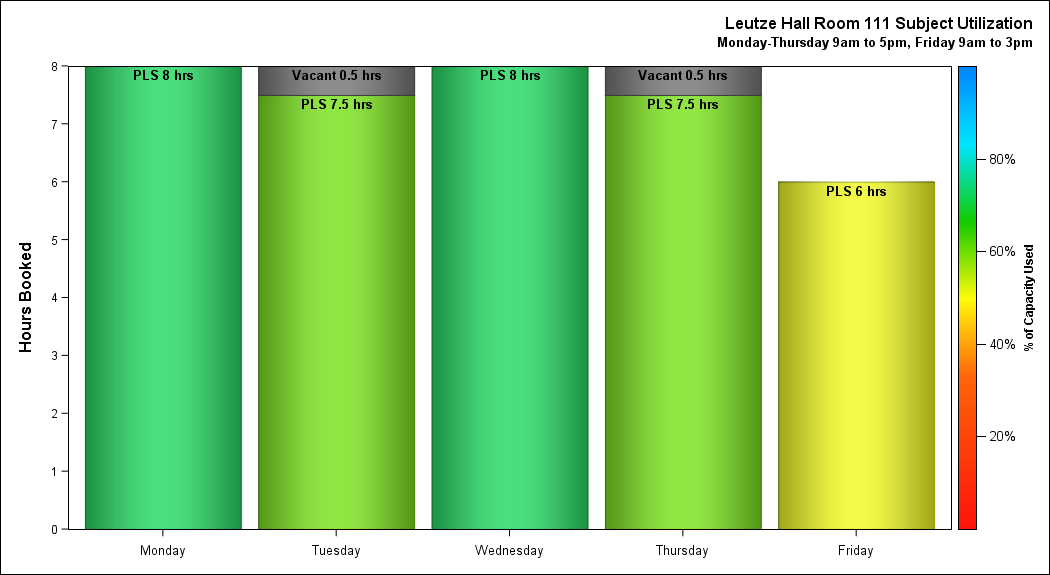 Leutze Hall Room 111 Subject Utilization
Monday-Thursday 9am to 5pm, Friday 9am to 3pm
Hours Booked
8
7
6
5
4
3
2
1
0
PLS 8 hrs
Vacant 0.5 hrs
PLS 7.5 hrs
PLS 8 hrs
Vacant 0.5 hrs
PLS 7.5 hrs
PLS 6 hrs
Monday
Tuesday
Wednesday
Thursday
Friday
80%
60%
40%
20%
% of Capacity Used